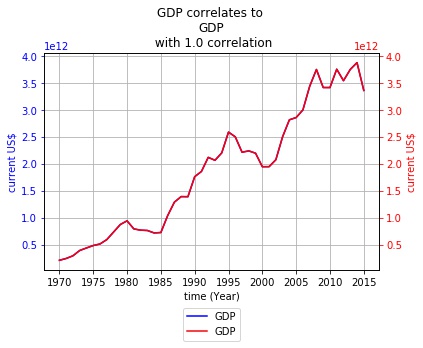 GDP correlates to
GDP
with 1.0 correlation
1e12
1e12
4.0
3.5
3.0
2.5
2.0
1.5
1.0
0.5
current US$
4.0
3.5
3.0
2.5
2.0
1.5
1.0
0.5
current US$
1970 1975 1980 1985 1990 1995 2000 2005 2010 2015
time (Year)
GDP
GDP